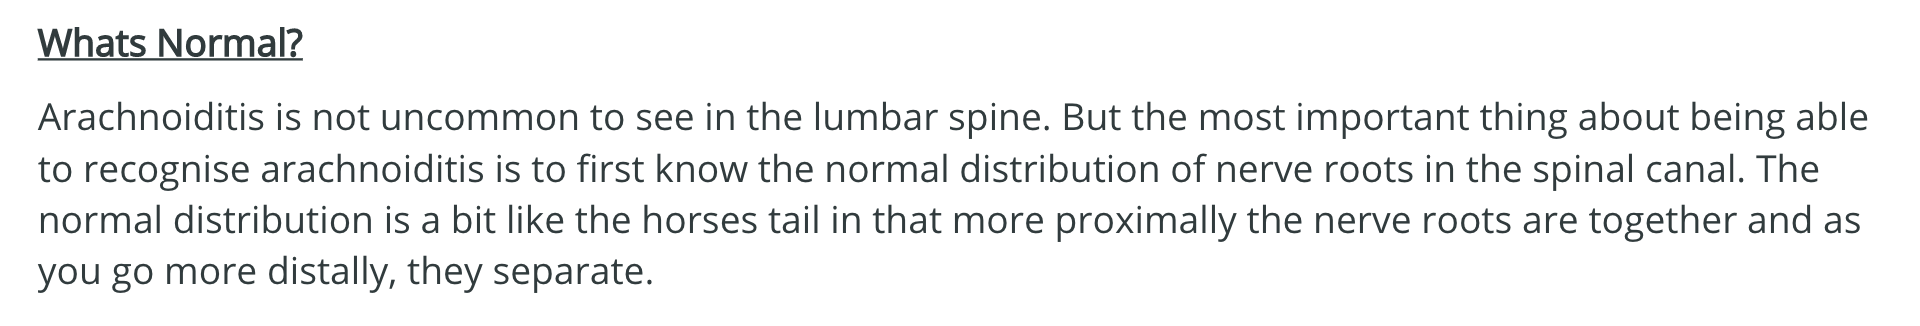 Whats Normal?
Arachnoiditis is not uncommon to see in the lumbar spine. But the most important thing about being able
to recognise arachnoiditis is to first know the normal distribution of nerve roots in the spinal canal. The
normal distribution is a bit like the horses tail in that more proximally the nerve roots are together and as
you go more distally, they separate.